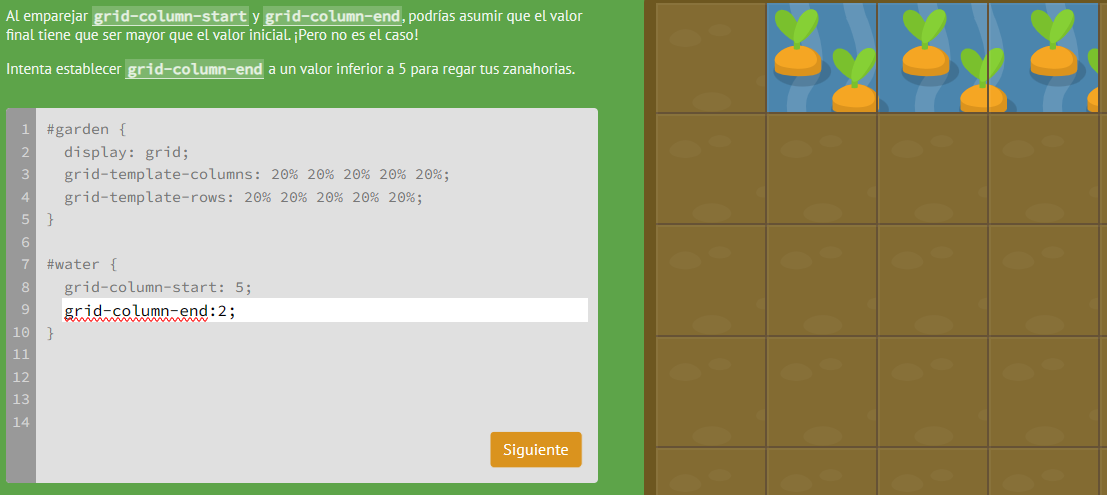 Al emparejar grid-column-start y grid-column-end, podrías asumir que el valor
final tiene que ser mayor que el valor inicial. ¡Pero no es el caso!
Intenta establecer grid-column-end a un valor inferior a 5 para regar tus zanahorias.
1 #garden {
2 display: grid;
3 grid-template-columns: 20% 20% 20% 20% 20%;
4 grid-template-rows: 20% 20% 20% 20% 20%;
5 }
6
7 #water {
8 grid-column-start: 5;
9 grid-column-end:2;
10 }
11
12
13
14
Siguiente